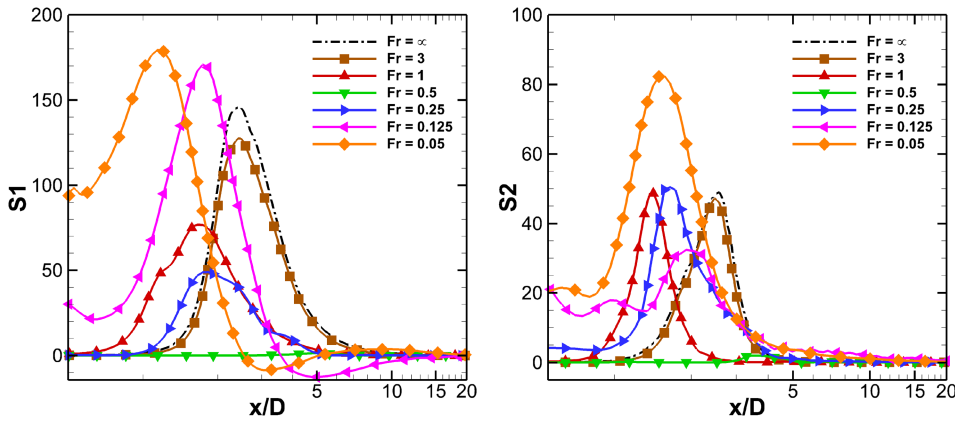 200
150
100
50
0
S1
5
10
15
20
x/D
Fr = ∞
Fr = 3
Fr = 1
Fr = 0.5
Fr = 0.25
Fr = 0.125
Fr = 0.05
100
80
60
40
20
0
S2
5
10
15
20
x/D
Fr = ∞
Fr = 3
Fr = 1
Fr = 0.5
Fr = 0.25
Fr = 0.125
Fr = 0.05